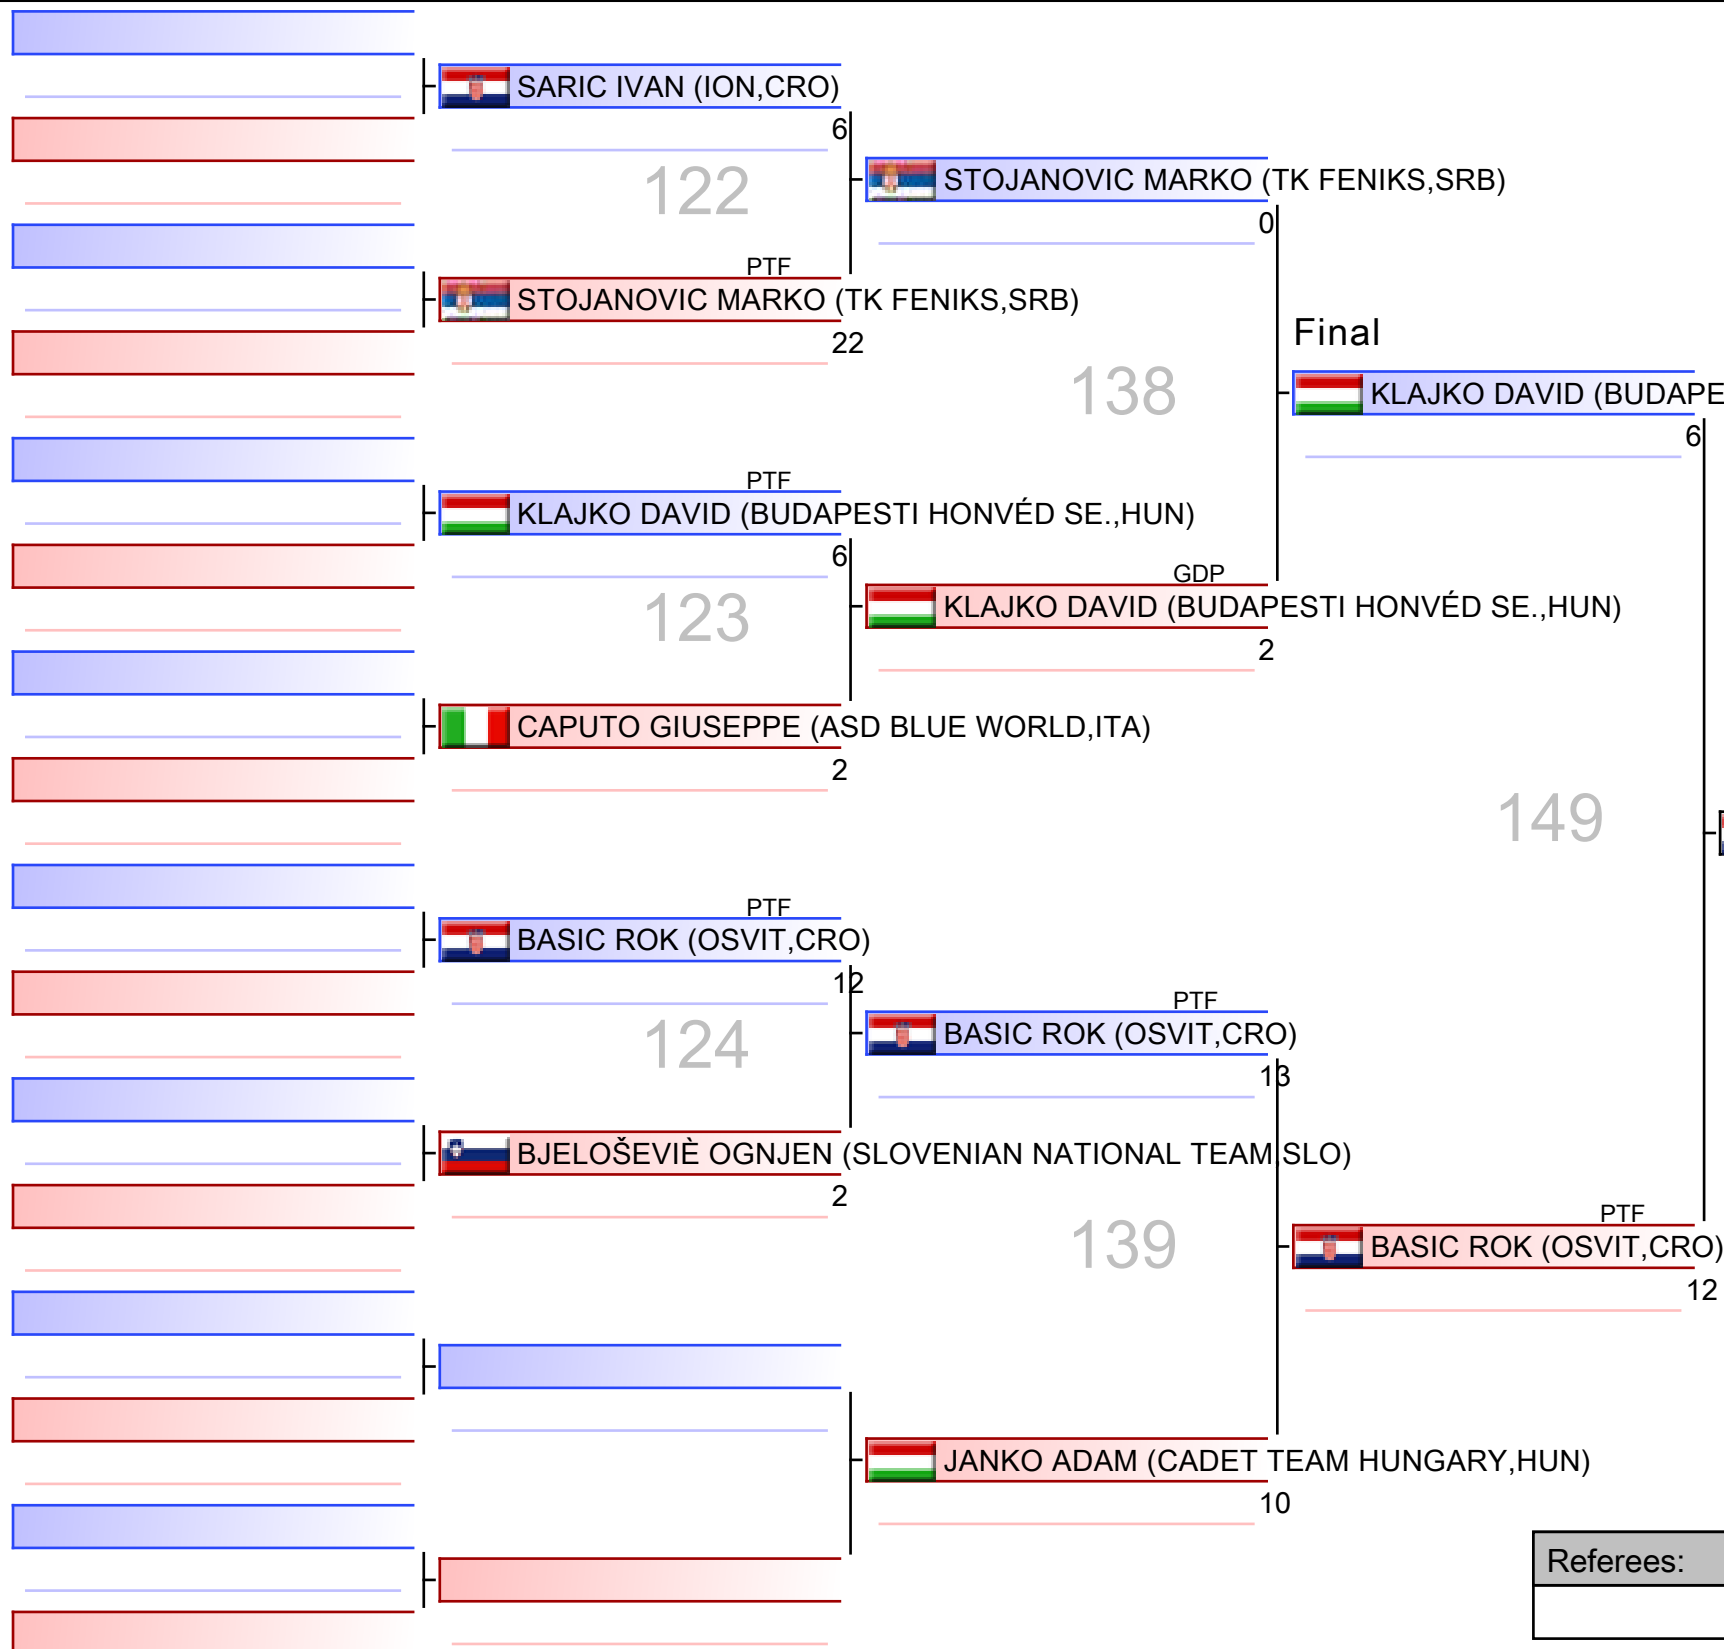 SARIC IVAN (ION,CRO)
6
122
STOJANOVIC MARKO (TK FENIKS,SRB)
0
PTF
STOJANOVIC MARKO (TK FENIKS,SRB)
22
Final
138
KLAJKO DAVID (BUDAPE
6
PTF
KLAJKO DAVID (BUDAPESTI HONVÉD SE.,HUN)
6
GDP
123
KLAJKO DAVID (BUDAPESTI HONVÉD SE.,HUN)
2
CAPUTO GIUSEPPE (ASD BLUE WORLD,ITA)
2
149
PTF
BASIC ROK (OSVIT,CRO)
12
PTF
124
BASIC ROK (OSVIT,CRO)
13
BJELOŠEVIÈ OGNJEN (SLOVENIAN NATIONAL TEAM,SLO)
2
139
PTF
BASIC ROK (OSVIT,CRO)
12
JANKO ADAM (CADET TEAM HUNGARY,HUN)
10
Referees: